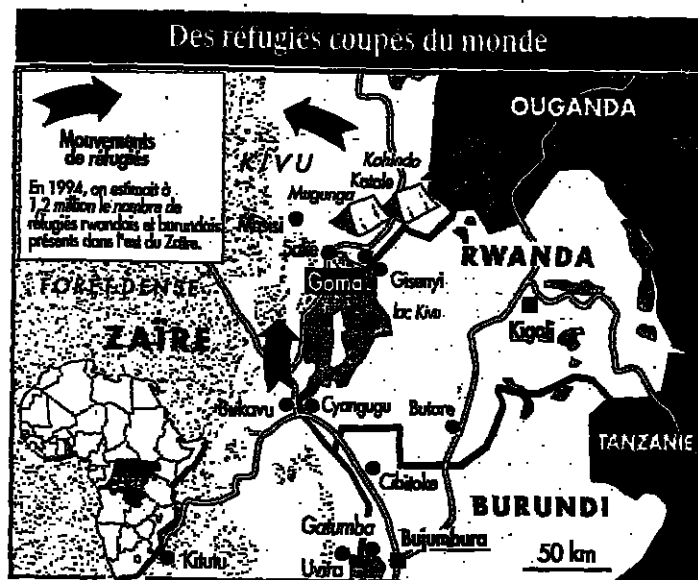 Des réfugiés coupés du monde
Mouvements
de réfugiés
En 1994, on estimait à
1,2 million le nombre de
réfugiés rwandais et burundais
présents dans l'est du Zaïre.
OUGANDA
KIVU
Kahindo
Katale
Mugunga
Masisi
Sake
Goma
Gisenyi
RWANDA
lac Kivu
Kigali
FORÊT DENSE
ZAÏRE
Bukavu
Cyangugu
Butare
TANZANIE
Cibitoke
BURUNDI
Gatumba
Bujumbura
Kitutu
Uvira
50 km